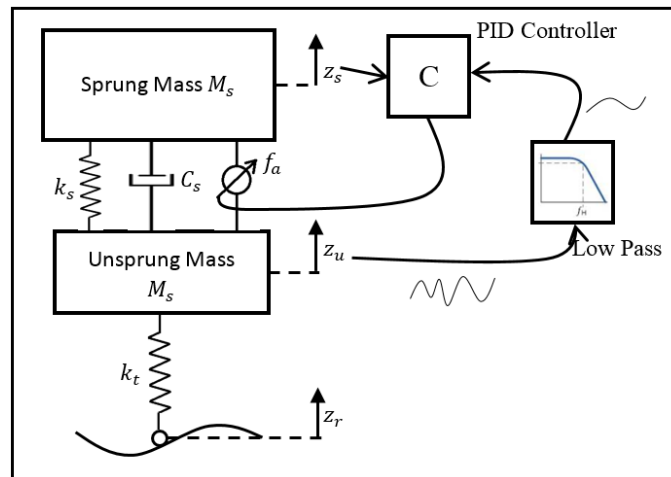 PID Controller
Sprung Mass M_s
z_s
C
k_s
C_s
f_a
f_H
Low Pass
Unsprung Mass
M_s
z_u
k_t
z_r